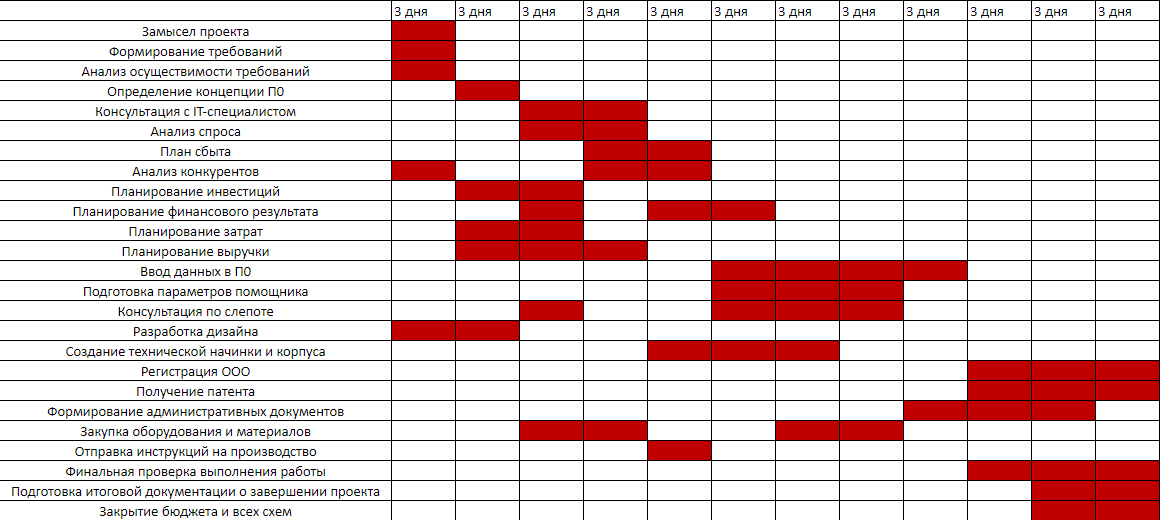 3 дня 3 дня 3 дня 3 дня 3 дня 3 дня 3 дня 3 дня 3 дня 3 дня 3 дня 3 дня
Замысел проекта
Формирование требований
Анализ осуществимости требований
Определение концепции П0
Консультация с IT-специалистом
Анализ спроса
План сбыта
Анализ конкурентов
Планирование инвестиций
Планирование финансового результата
Планирование затрат
Планирование выручки
Ввод данных в П0
Подготовка параметров помощника
Консультация по слепоте
Разработка дизайна
Создание технической начинки и корпуса
Регистрация ООО
Получение патента
Формирование административных документов
Закупка оборудования и материалов
Отправка инструкций на производство
Финальная проверка выполнения работы
Подготовка итоговой документации о завершении проекта
Закрытие бюджета и всех схем